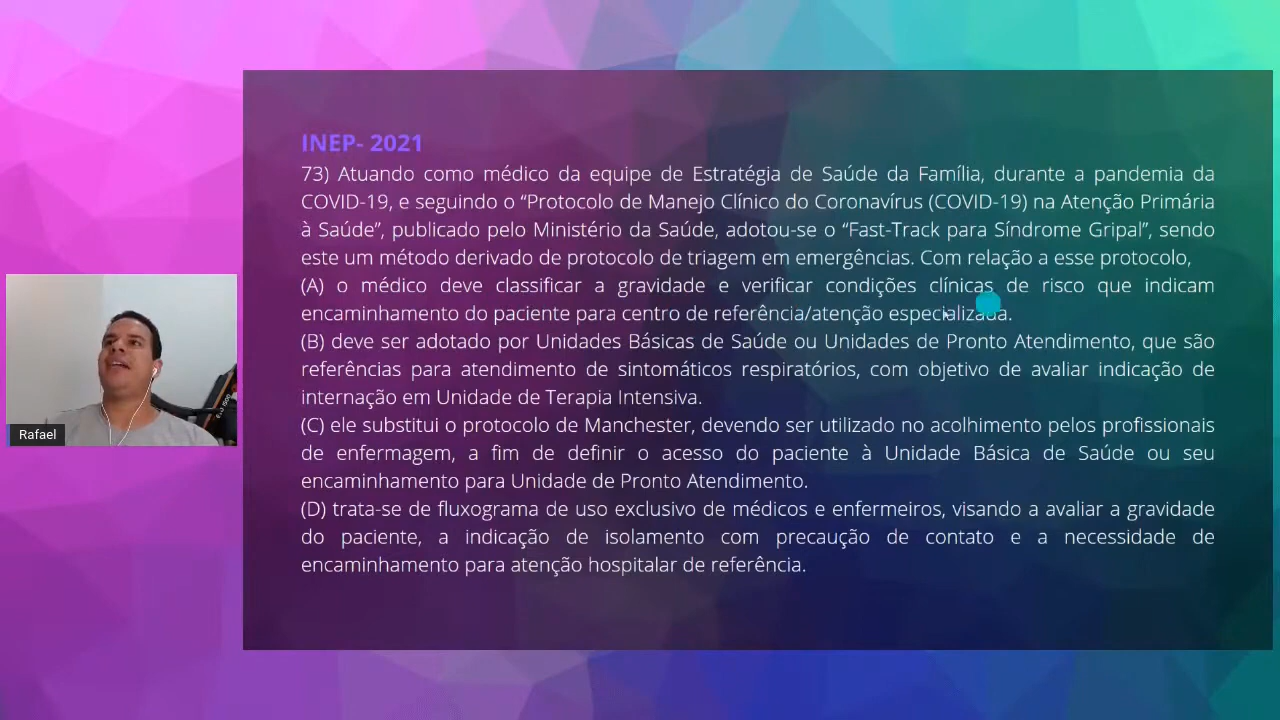 INEP- 2021
73) Atuando como médico da equipe de Estratégia de Saúde da Família, durante a pandemia da
COVID-19, e seguindo o “Protocolo de Manejo Clínico do Coronavírus (COVID-19) na Atenção Primária
à Saúde”, publicado pelo Ministério da Saúde, adotou-se o “Fast-Track para Síndrome Gripal”, sendo
este um método derivado de protocolo de triagem em emergências. Com relação a esse protocolo,
(A) o médico deve classificar a gravidade e verificar condições clínicas de risco que indicam
encaminhamento do paciente para centro de referência/atenção especializada.
(B) deve ser adotado por Unidades Básicas de Saúde ou Unidades de Pronto Atendimento, que são
referências para atendimento de sintomáticos respiratórios, com objetivo de avaliar indicação de
internação em Unidade de Terapia Intensiva.
(C) ele substitui o protocolo de Manchester, devendo ser utilizado no acolhimento pelos profissionais
de enfermagem, a fim de definir o acesso do paciente à Unidade Básica de Saúde ou seu
encaminhamento para Unidade de Pronto Atendimento.
(D) trata-se de fluxograma de uso exclusivo de médicos e enfermeiros, visando a avaliar a gravidade
do paciente, a indicação de isolamento com precaução de contato e a necessidade de
encaminhamento para atenção hospitalar de referência.
Rafael